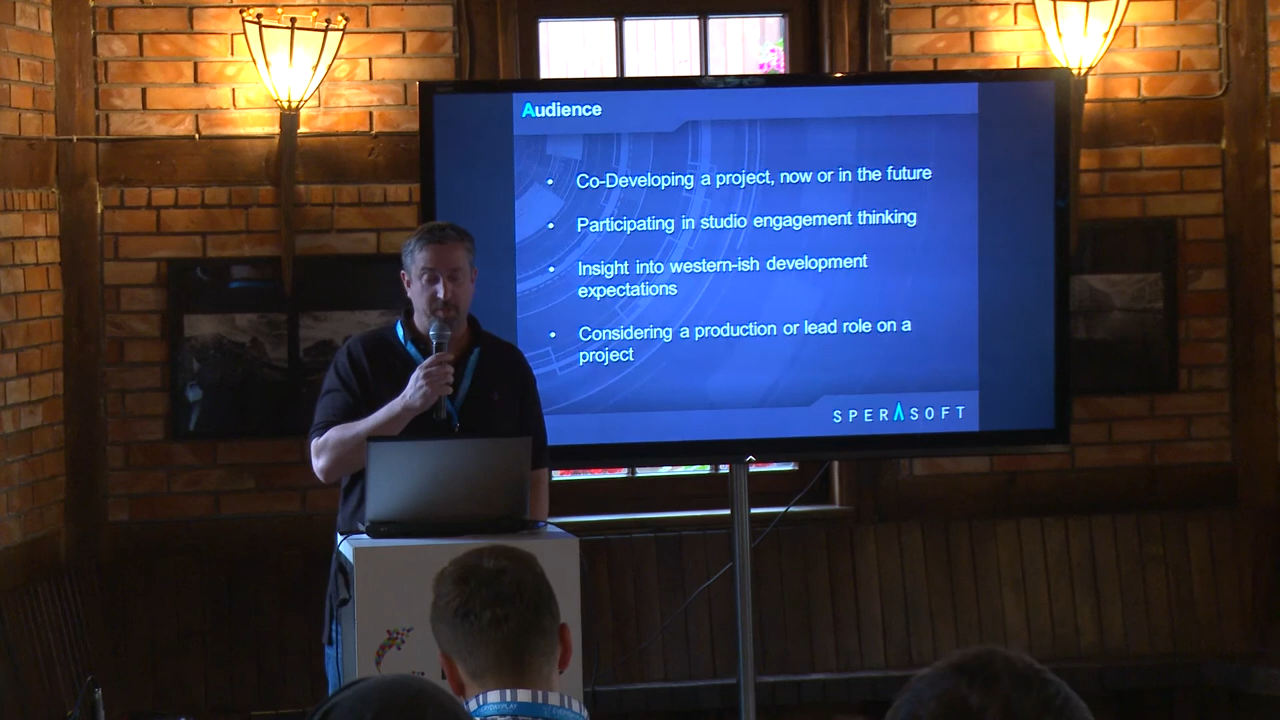 Audience
• Co-Developing a project, now or in the future
• Participating in studio engagement thinking
• Insight into western-ish development
expectations
• Considering a production or lead role on a
project
SPERASOFT